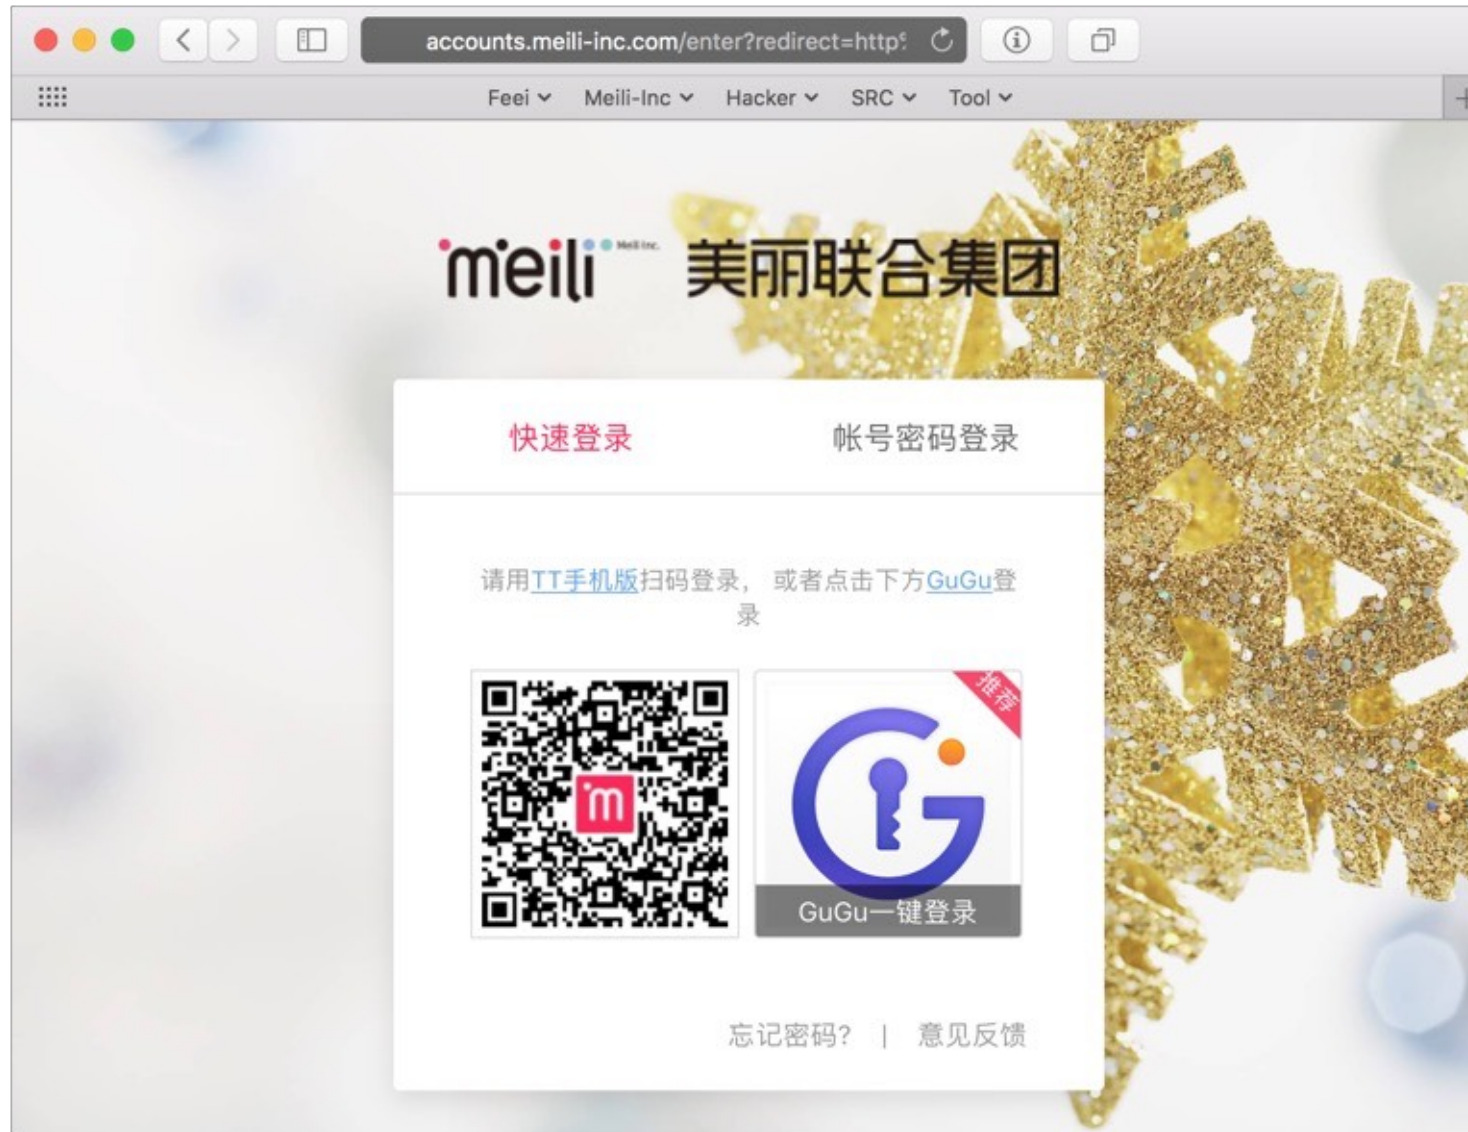 accounts.meili-inc.com/enter?redirect=http%
Feei Meili-Inc Hacker SRC Tool
meili Meili Inc. 美丽联合集团
快速登录 帐号密码登录
请用TT手机版扫码登录， 或者点击下方GuGu登
录
推荐
m
GuGu一键登录
忘记密码? | 意见反馈